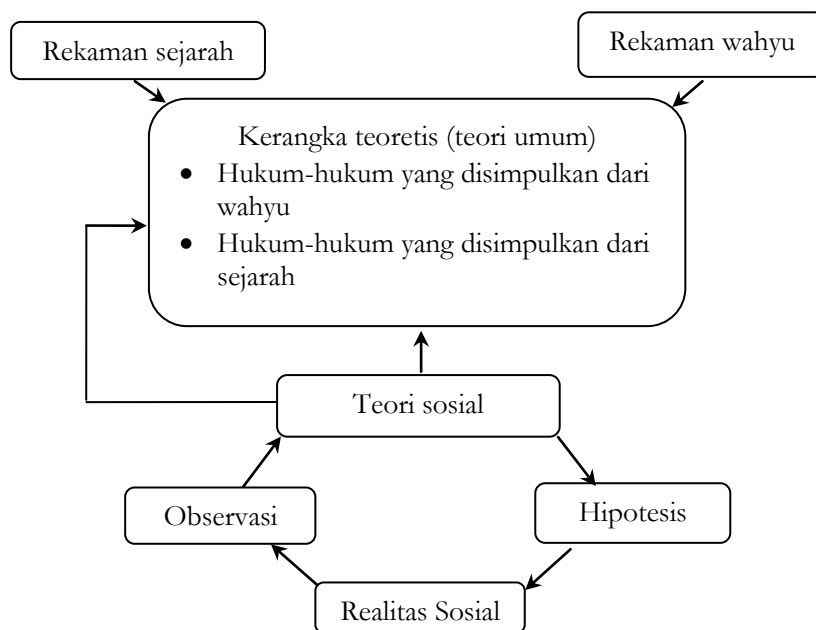 Rekaman sejarah
Rekaman wahyu
Kerangka teoretis (teori umum)
• Hukum-hukum yang disimpulkan dari
wahyu
• Hukum-hukum yang disimpulkan dari
sejarah
Teori sosial
Observasi
Hipotesis
Realitas Sosial